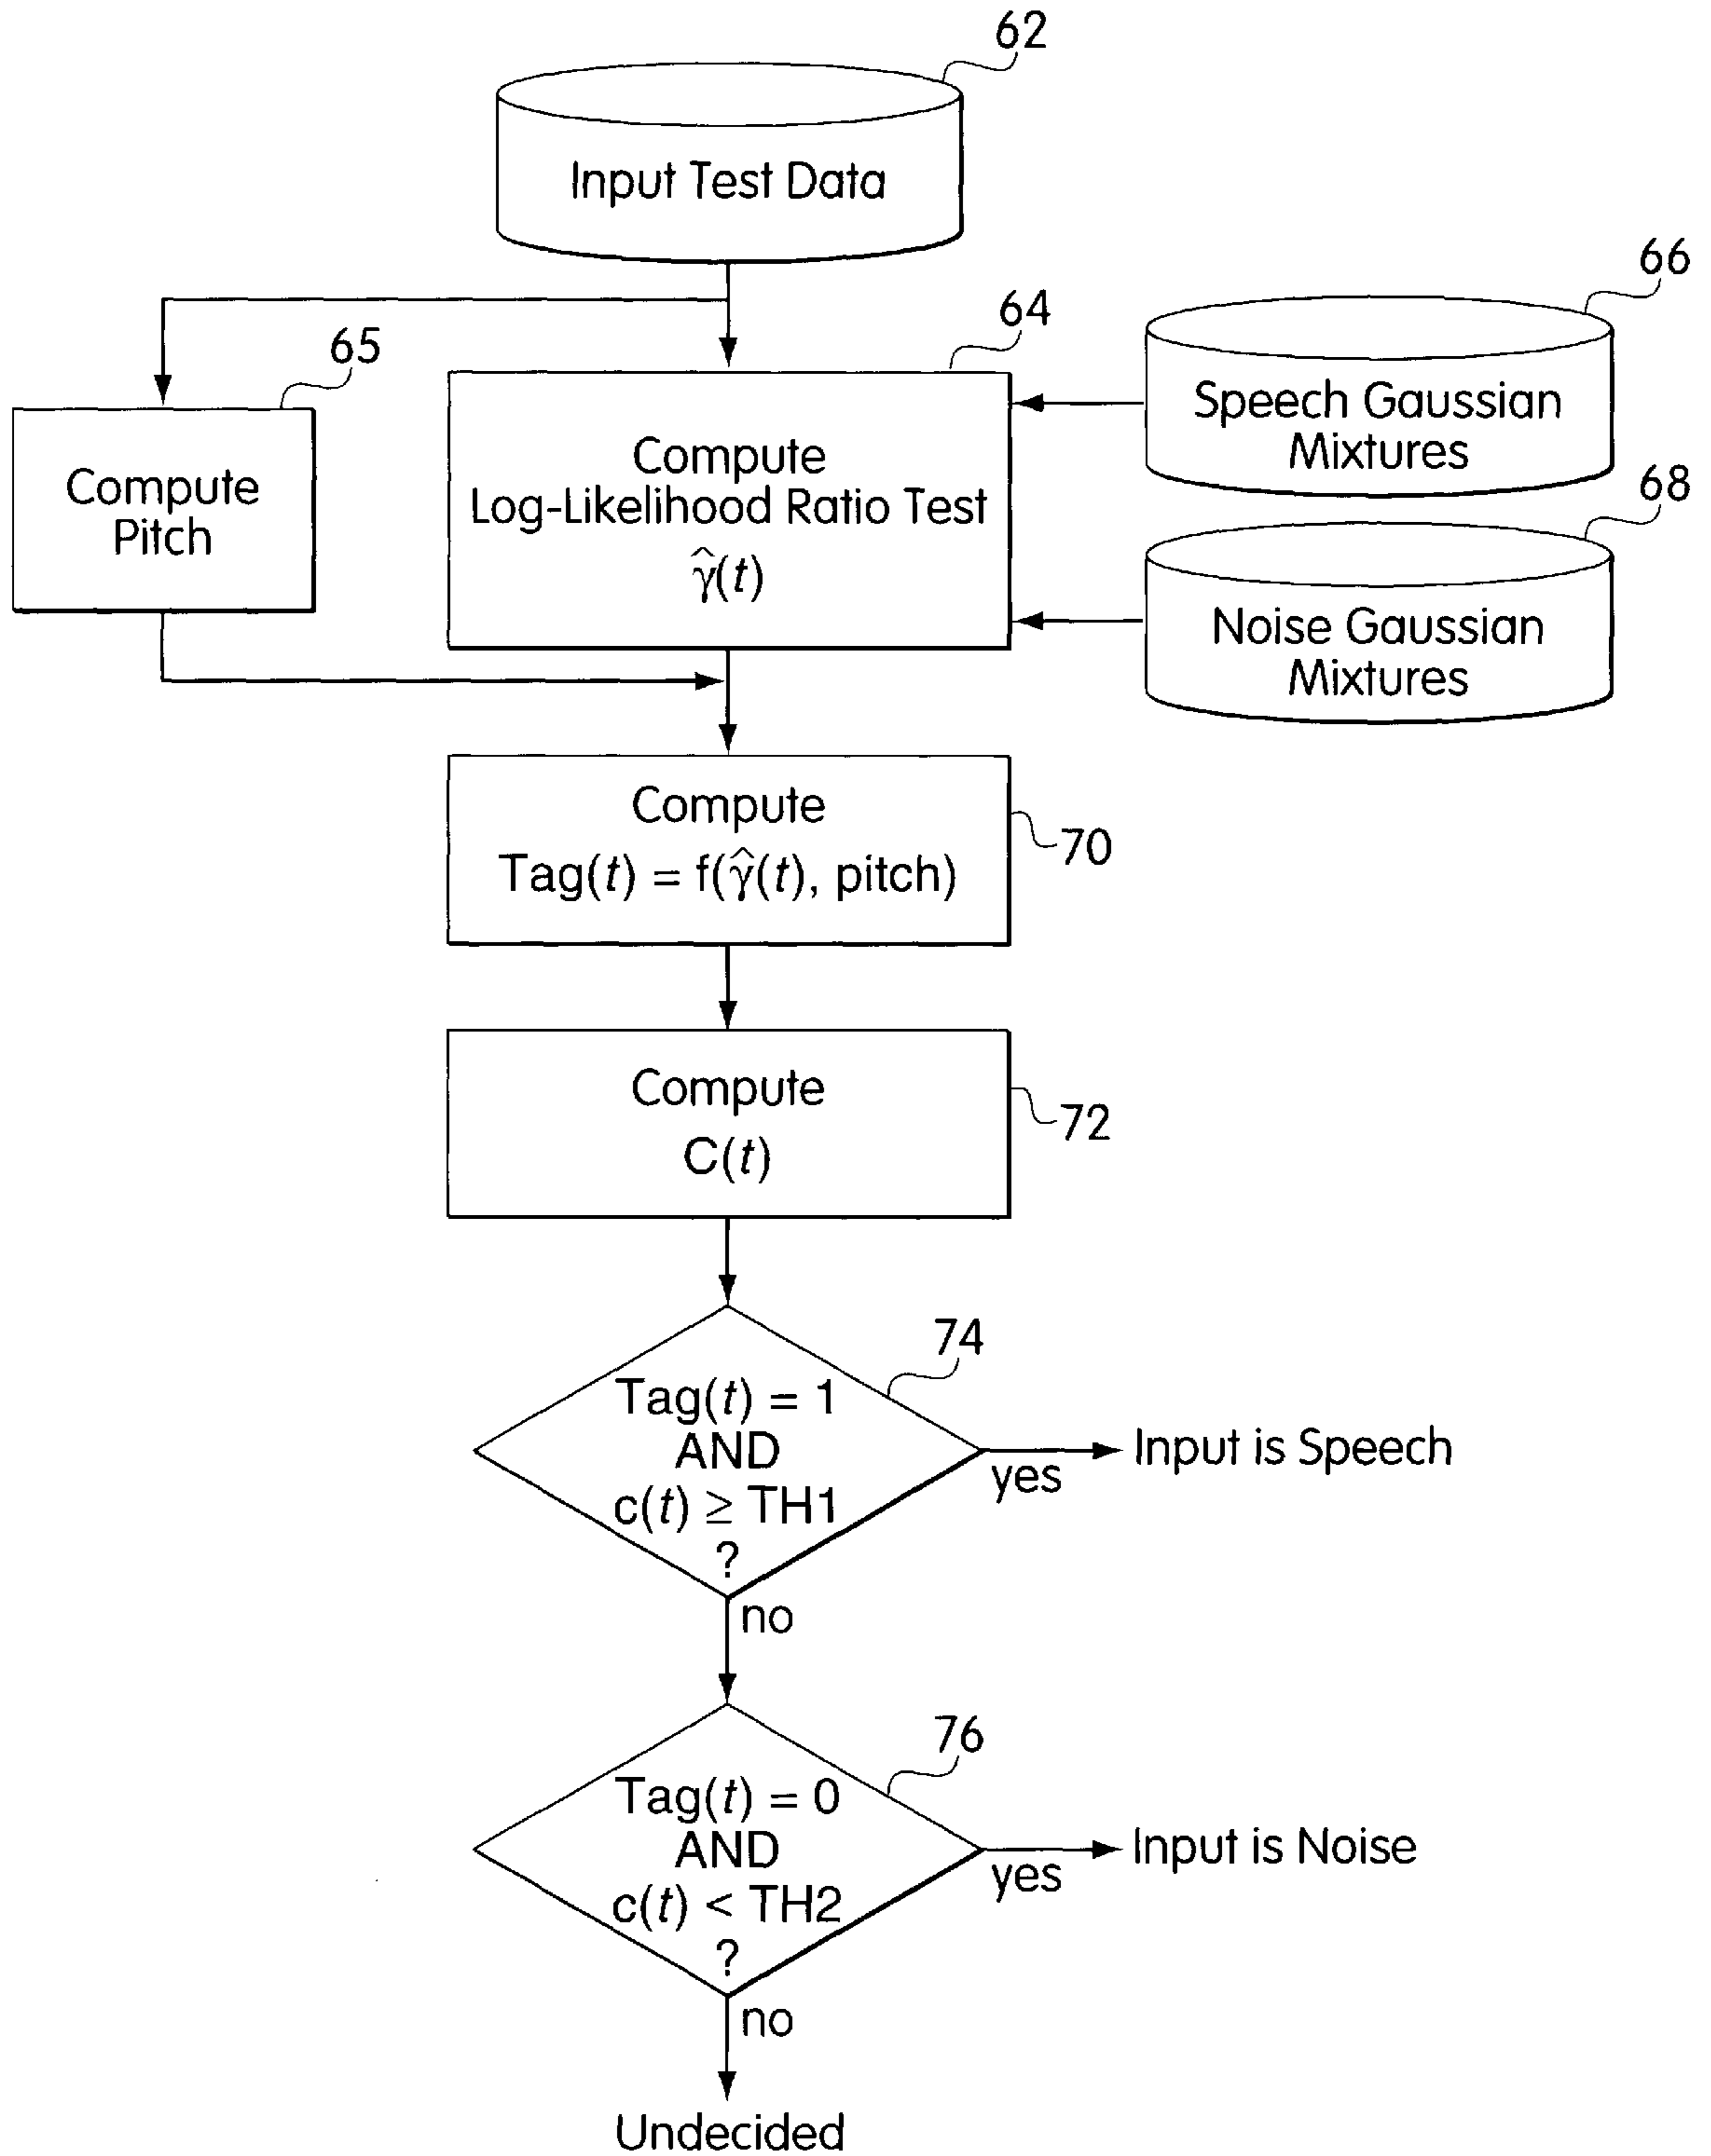 62
Input Test Data
66
64
65
Speech Gaussian
Mixtures
Compute
Log-Likelihood Ratio Test
γ̂(t)
Compute
Pitch
68
Noise Gaussian
Mixtures
Compute
Tag(t) = f(γ̂(t), pitch)
70
Compute
C(t)
72
74
Tag(t) = 1
AND
c(t) ≥ TH1
?
yes
Input is Speech
no
76
Tag(t) = 0
AND
c(t) < TH2
?
yes
Input is Noise
no
Undecided